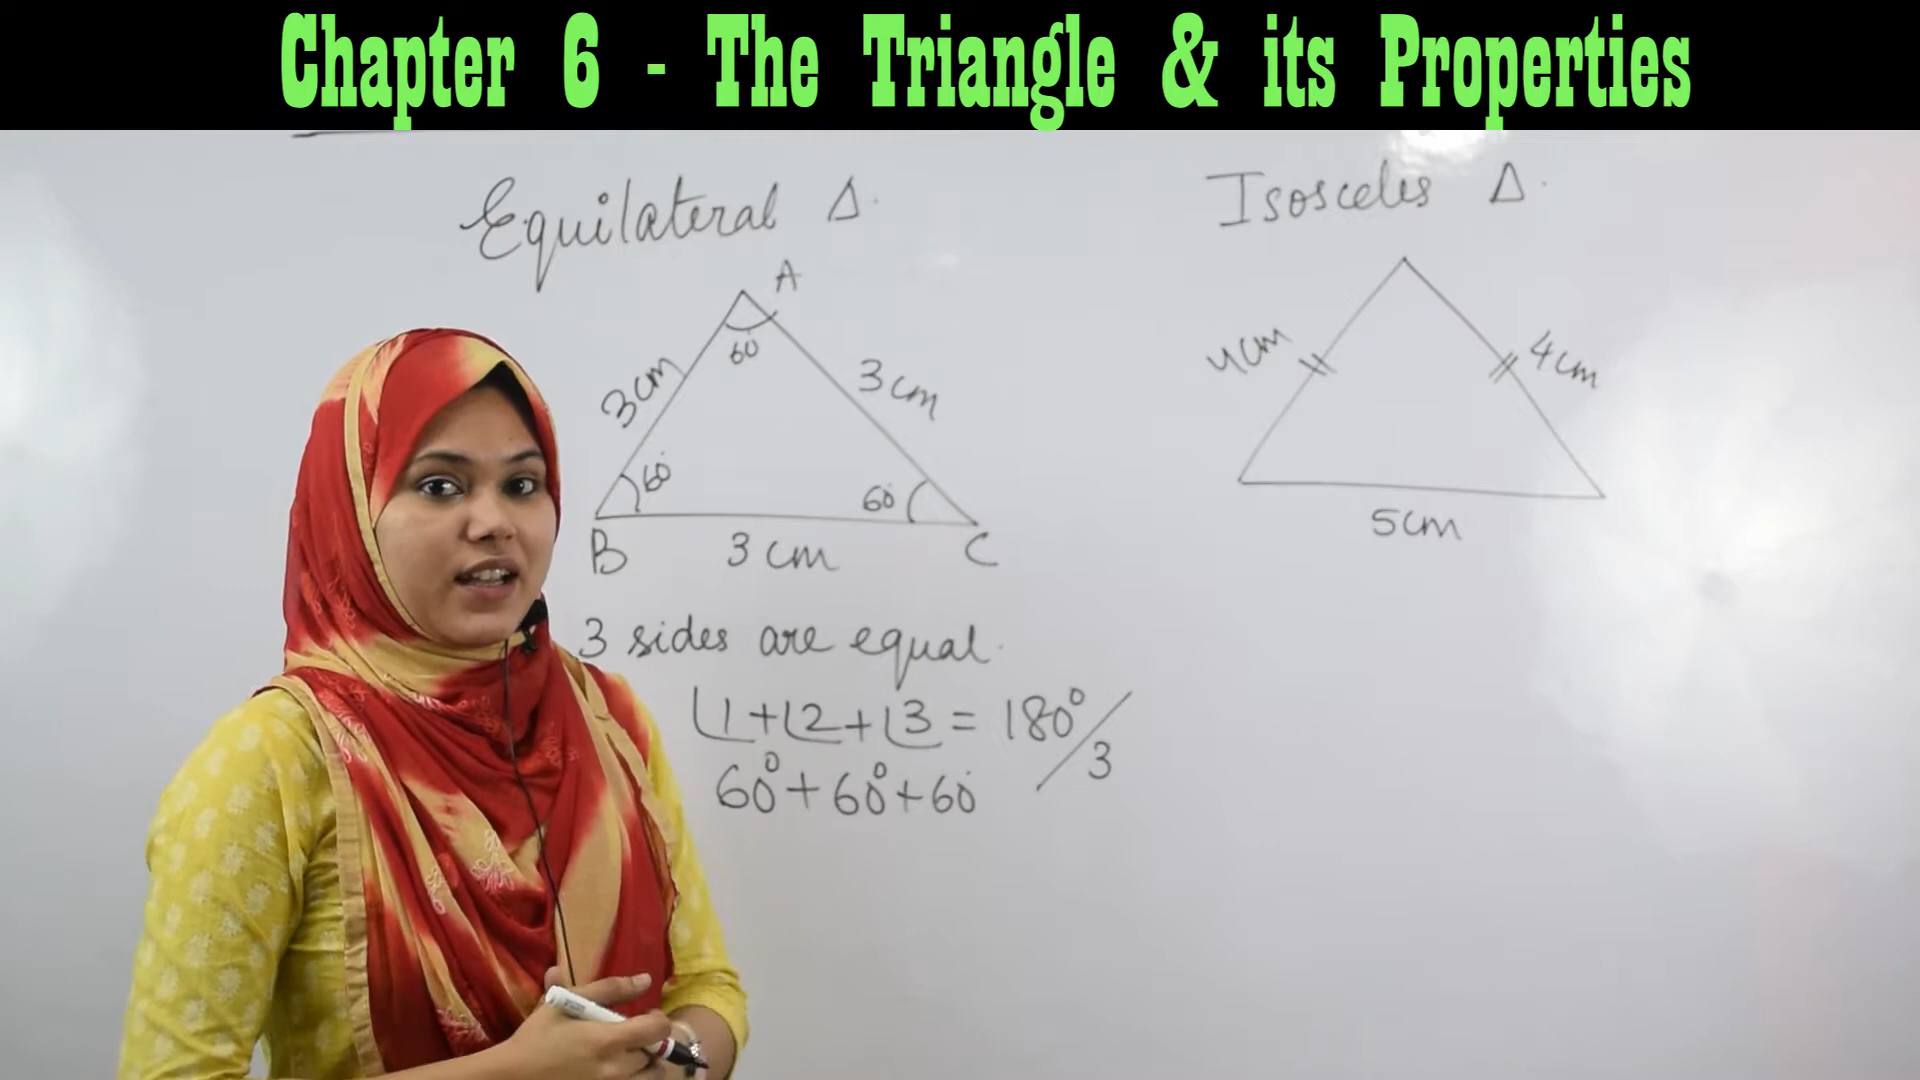 Chapter 6 - The Triangle & its Properties
Equilateral Δ.
A
60°
3cm
3cm
60°
60°
B
3 cm
C
3 sides are equal.
∠1+∠2+∠3 = 180°/3
60°+60°+60°
Isosceles Δ.
4cm
4cm
5cm